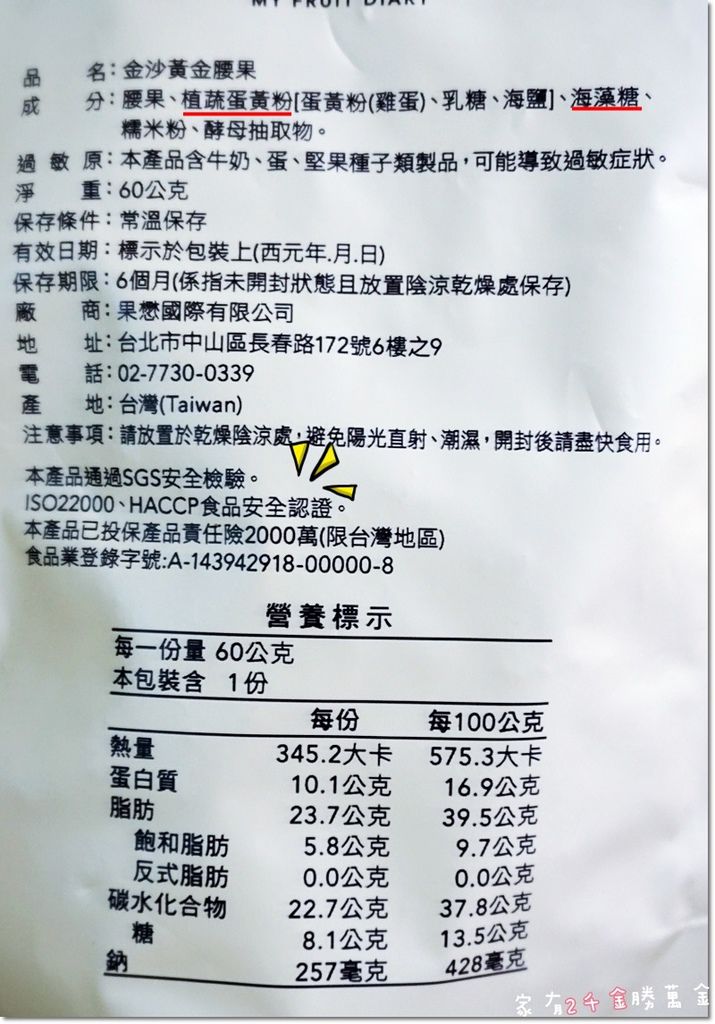 MY FRUIT DIARY
品名：金沙黃金腰果
成分：腰果、植蔬蛋黃粉[蛋黃粉(雞蛋)、乳糖、海鹽]、海藻糖、
糯米粉、酵母抽取物。
過敏原：本產品含牛奶、蛋、堅果種子類製品，可能導致過敏症狀。
淨重：60公克
保存條件：常溫保存
有效日期：標示於包裝上(西元年.月.日)
保存期限：6個月(係指未開封狀態且放置陰涼乾燥處保存)
廠商：果懋國際有限公司
地址：台北市中山區長春路172號6樓之9
電話：02-7730-0339
產地：台灣(Taiwan)
注意事項：請放置於乾燥陰涼處，避免陽光直射、潮濕，開封後請盡快食用。
本產品通過SGS安全檢驗。
ISO22000、HACCP食品安全認證。
本產品已投保產品責任險2000萬(限台灣地區)
食品業登錄字號:A-143942918-00000-8
營養標示
每一份量 60公克
本包裝含 1份
每份 每100公克
熱量 345.2大卡 575.3大卡
蛋白質 10.1公克 16.9公克
脂肪 23.7公克 39.5公克
飽和脂肪 5.8公克 9.7公克
反式脂肪 0.0公克 0.0公克
碳水化合物 22.7公克 37.8公克
糖 8.1公克 13.5公克
鈉 257毫克 428毫克
家有2千金勝萬金